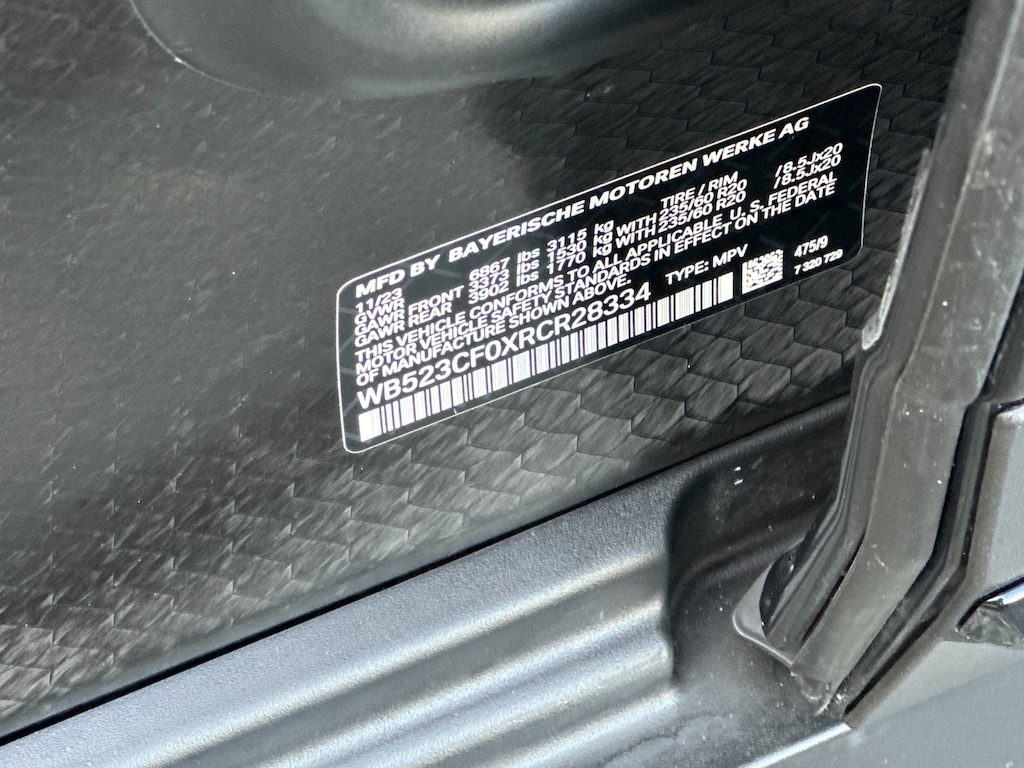 MFD BY BAYERISCHE MOTOREN WERKE AG
11/23 TIRE / RIM
GVWR 6867 lbs 3115 kg
GAWR FRONT 3373 lbs 1530 kg WITH 235/60 R20 /8.5Jx20
GAWR REAR 3902 lbs 1770 kg WITH 235/60 R20 /8.5Jx20
THIS VEHICLE CONFORMS TO ALL APPLICABLE U. S. FEDERAL
MOTOR VEHICLE SAFETY STANDARDS IN EFFECT ON THE DATE
OF MANUFACTURE SHOWN ABOVE.
TYPE: MPV 475/9
WB523CF0XRCR28334 7 320 729